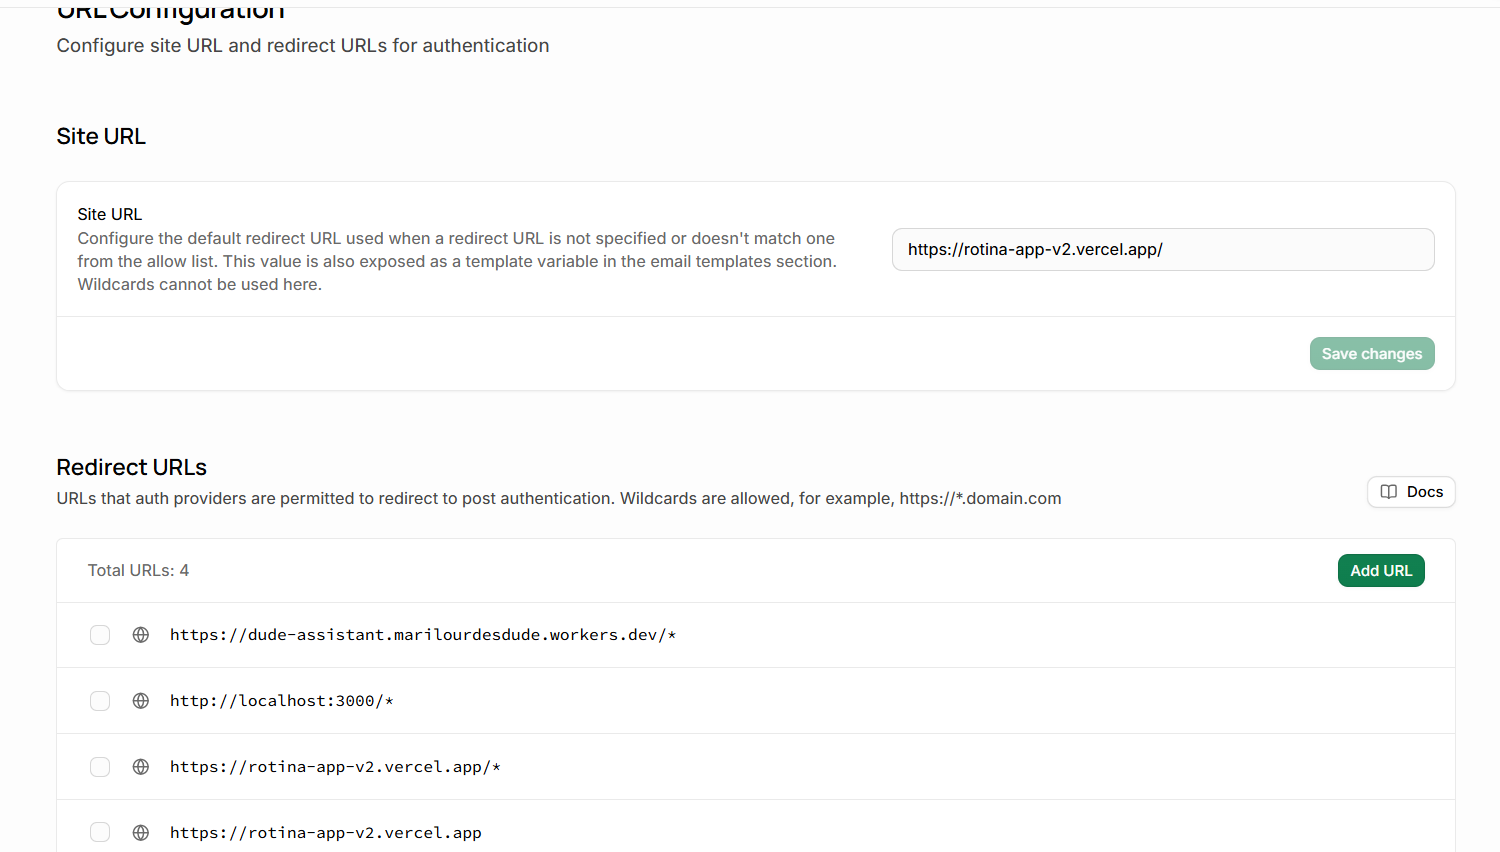 URL Configuration
Configure site URL and redirect URLs for authentication
Site URL
Site URL
Configure the default redirect URL used when a redirect URL is not specified or doesn't match one
from the allow list. This value is also exposed as a template variable in the email templates section.
Wildcards cannot be used here.
https://rotina-app-v2.vercel.app/
Save changes
Redirect URLs
URLs that auth providers are permitted to redirect to post authentication. Wildcards are allowed, for example, https://*.domain.com
Docs
Total URLs: 4
Add URL
https://dude-assistant.marilourdesdude.workers.dev/*
http://localhost:3000/*
https://rotina-app-v2.vercel.app/*
https://rotina-app-v2.vercel.app